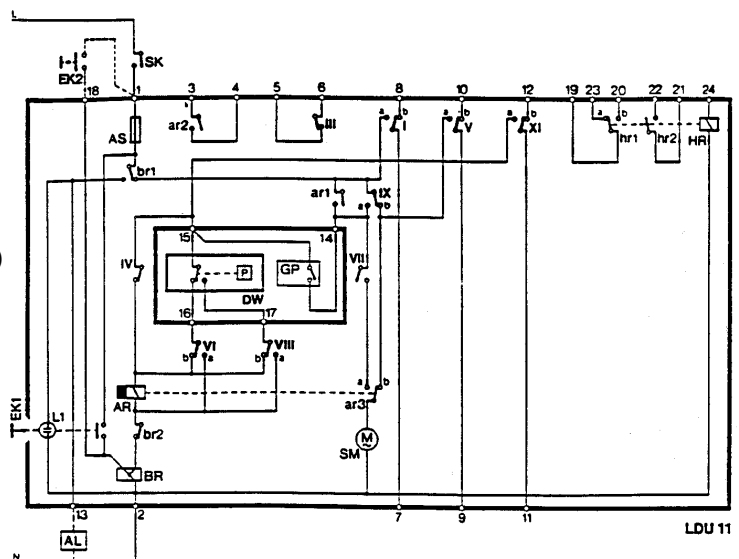 L
SK
EK2
18 1 3 4 5 6 8 10 12 19 23 20 22 21 24
a b a b a b a b
AS ar2 III I V XI hr1 hr2 HR
br1
ar1 IX
a b
15 14
IV GP VII
P
DW
16 17
VI VIII
b a b a
AR a b
ar3
EK1 L1 br2 M
SM
BR
13 2 7 9 11
LDU 11
AL
N